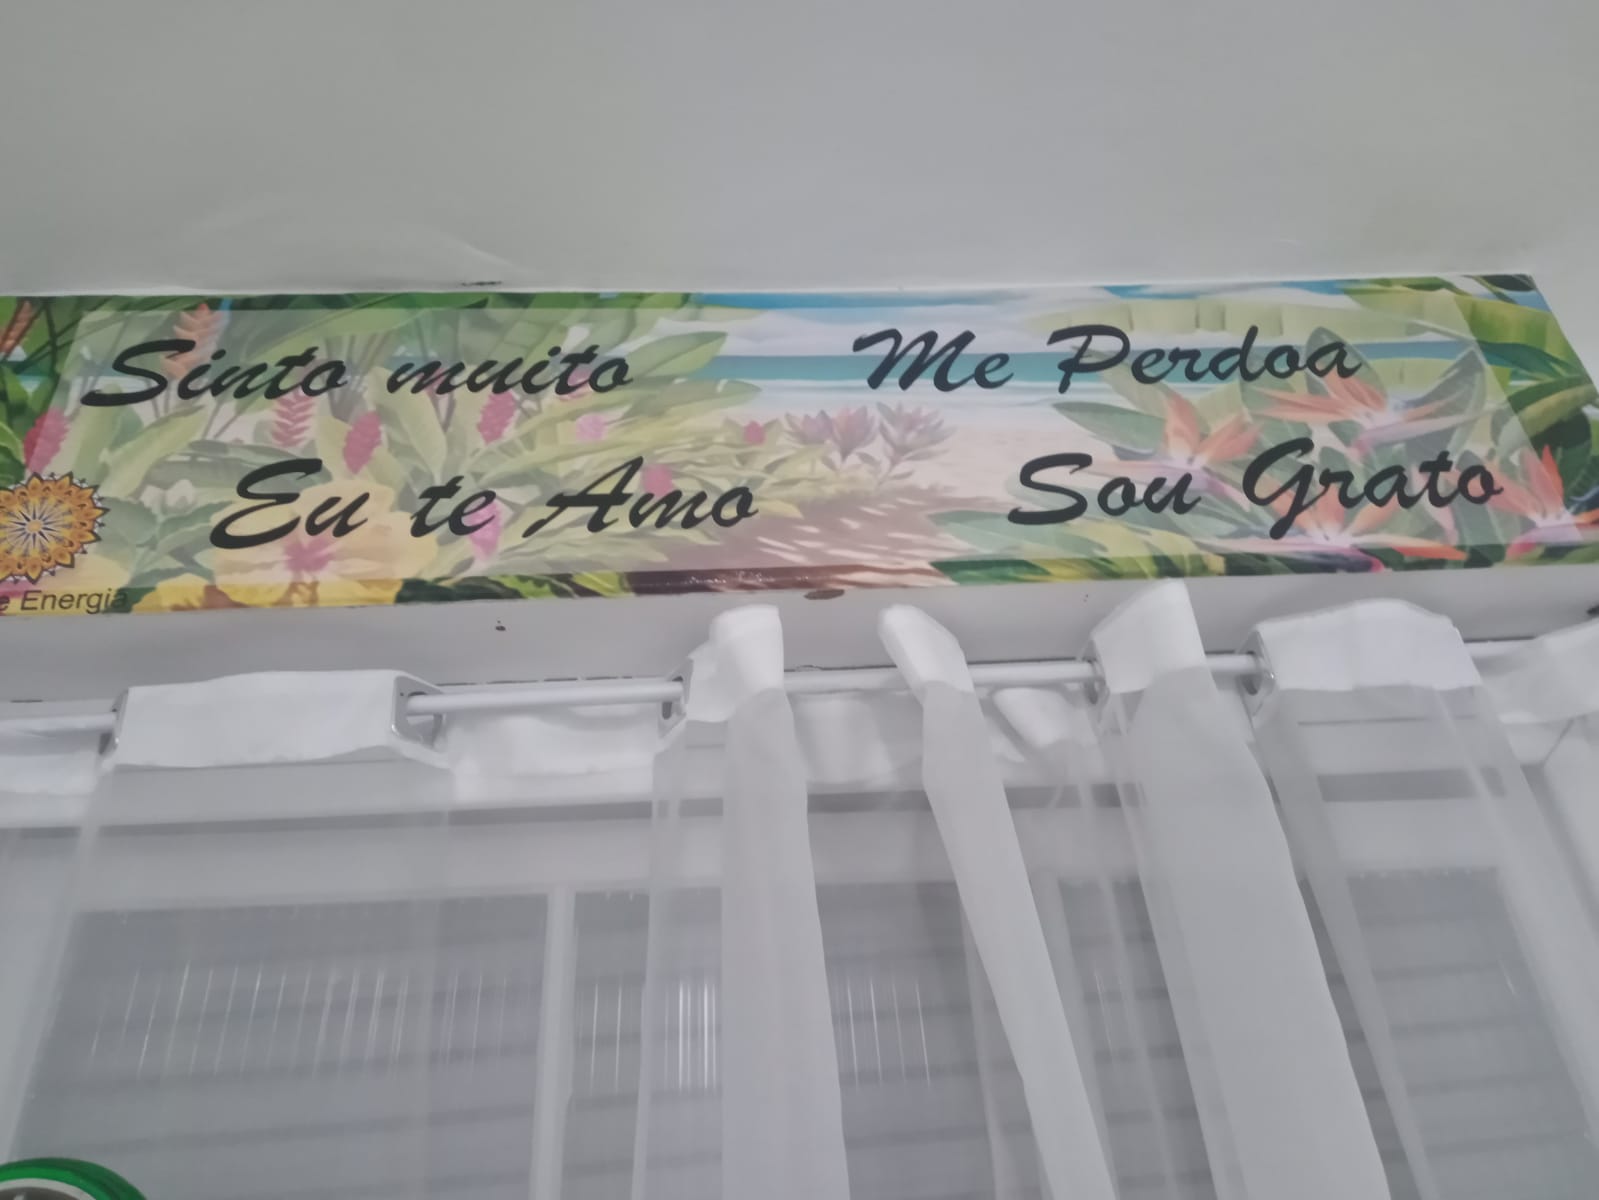 Sinto muito
Me Perdoa
Eu te Amo
Sou Grato
e Energia